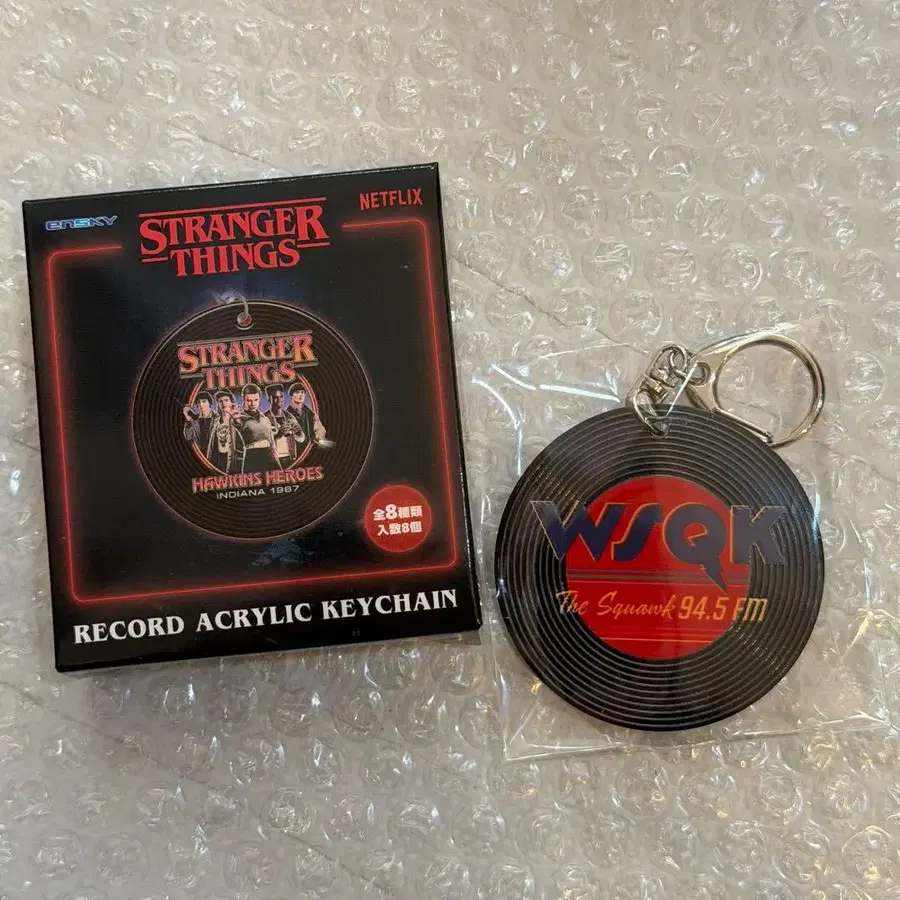 ensky
NETFLIX
STRANGER
THINGS
STRANGER
THINGS
HAWKINS HEROES
INDIANA 1987
全8種類
入数8個
RECORD ACRYLIC KEYCHAIN
WSQK
The Squawk 94.5 FM